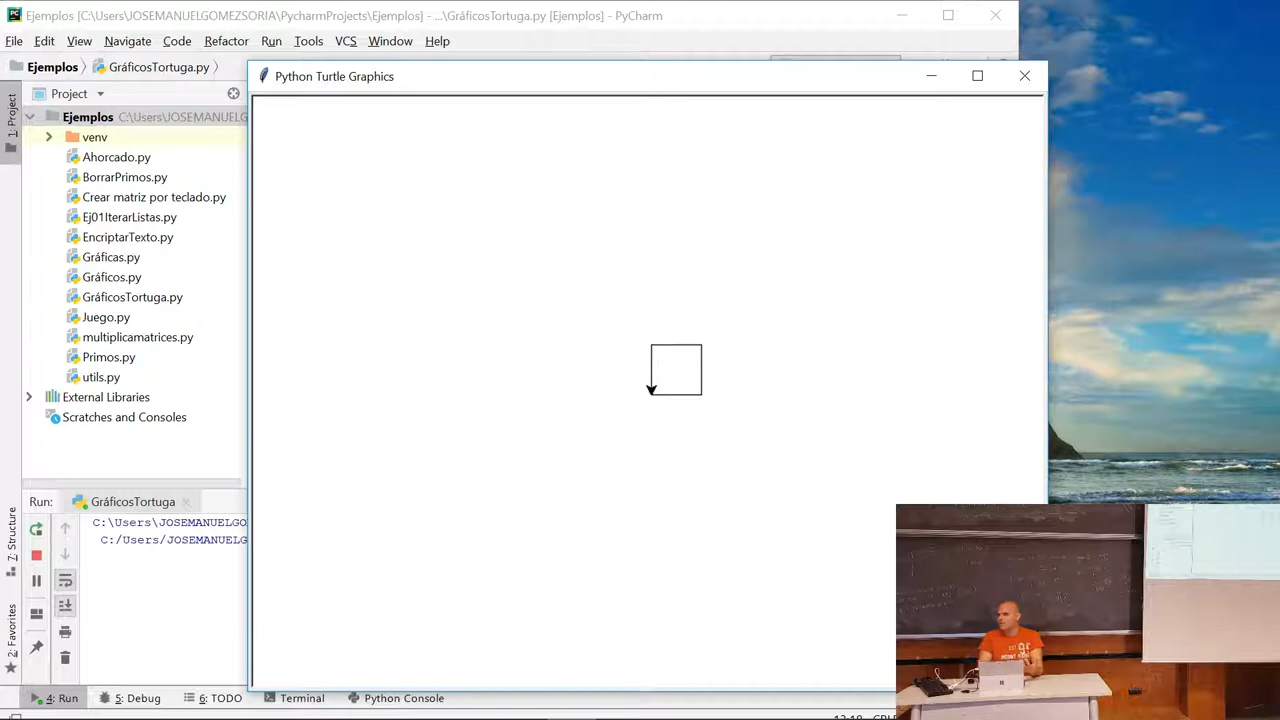 Ejemplos [C:\Users\JOSEMANUELGOMEZSORIA\PycharmProjects\Ejemplos] - ...\GráficosTortuga.py [Ejemplos] - PyCharm
File Edit View Navigate Code Refactor Run Tools VCS Window Help
Ejemplos GráficosTortuga.py
Python Turtle Graphics
1: Project
Project
Ejemplos C:\Users\JOSEMANUELG
venv
Ahorcado.py
BorrarPrimos.py
Crear matriz por teclado.py
Ej01IterarListas.py
EncriptarTexto.py
Gráficas.py
Gráficos.py
GráficosTortuga.py
Juego.py
multiplicamatrices.py
Primos.py
utils.py
External Libraries
Scratches and Consoles
Run: GráficosTortuga
C:\Users\JOSEMANUELGO
C:/Users/JOSEMANUELG
Z: Structure
2: Favorites
4: Run 5: Debug 6: TODO Terminal Python Console